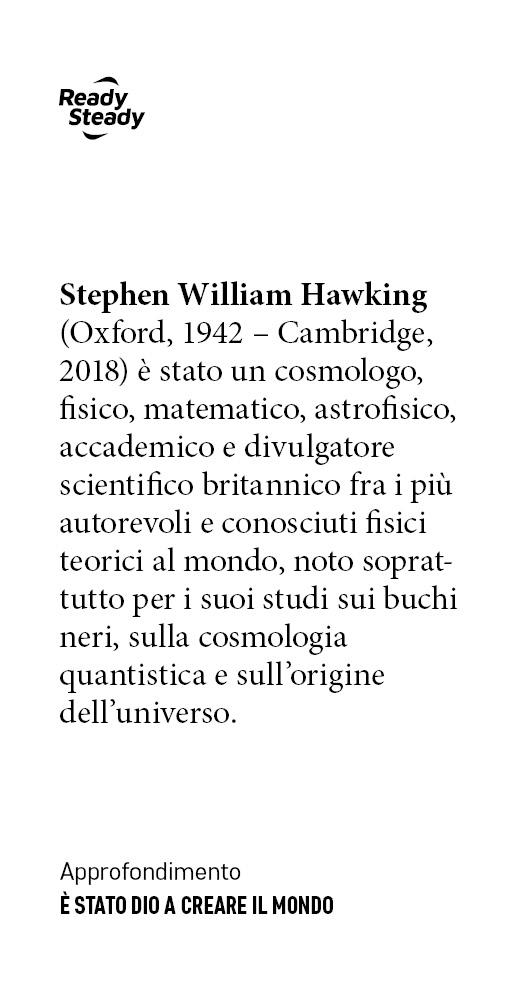 Ready
Steady
Stephen William Hawking
(Oxford, 1942 – Cambridge,
2018) è stato un cosmologo,
fisico, matematico, astrofisico,
accademico e divulgatore
scientifico britannico fra i più
autorevoli e conosciuti fisici
teorici al mondo, noto soprat-
tutto per i suoi studi sui buchi
neri, sulla cosmologia
quantistica e sull’origine
dell’universo.
Approfondimento
È STATO DIO A CREARE IL MONDO